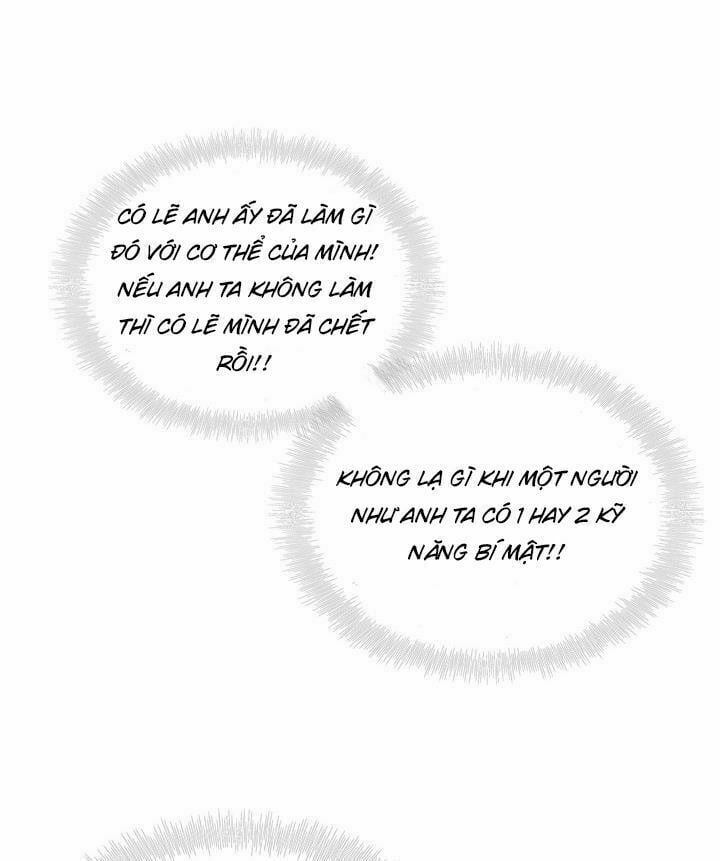 CÓ LẼ ANH ẤY ĐÃ LÀM GÌ
ĐÓ VỚI CƠ THỂ CỦA MÌNH!
NẾU ANH TA KHÔNG LÀM
THÌ CÓ LẼ MÌNH ĐÃ CHẾT
RỒI!!
KHÔNG LẠ GÌ KHI MỘT NGƯỜI
NHƯ ANH TA CÓ 1 HAY 2 KỸ
NĂNG BÍ MẬT!!